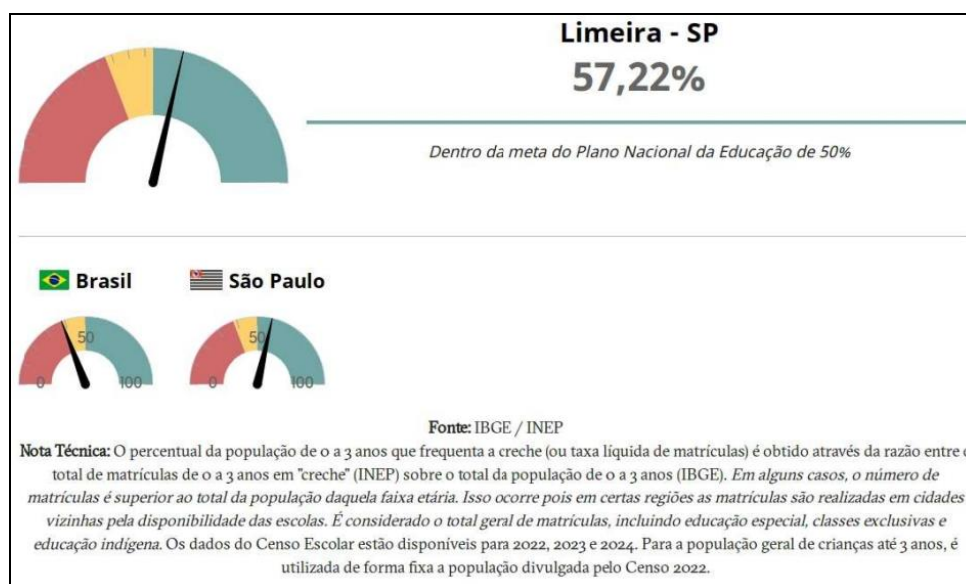 Limeira - SP
57,22%
Dentro da meta do Plano Nacional da Educação de 50%
Brasil
São Paulo
50
0
100
50
0
100
Fonte: IBGE / INEP
Nota Técnica: O percentual da população de 0 a 3 anos que frequenta a creche (ou taxa líquida de matrículas) é obtido através da razão entre o
total de matrículas de 0 a 3 anos em "creche" (INEP) sobre o total da população de 0 a 3 anos (IBGE). Em alguns casos, o número de
matrículas é superior ao total da população daquela faixa etária. Isso ocorre pois em certas regiões as matrículas são realizadas em cidades
vizinhas pela disponibilidade das escolas. É considerado o total geral de matrículas, incluindo educação especial, classes exclusivas e
educação indígena. Os dados do Censo Escolar estão disponíveis para 2022, 2023 e 2024. Para a população geral de crianças até 3 anos, é
utilizada de forma fixa a população divulgada pelo Censo 2022.